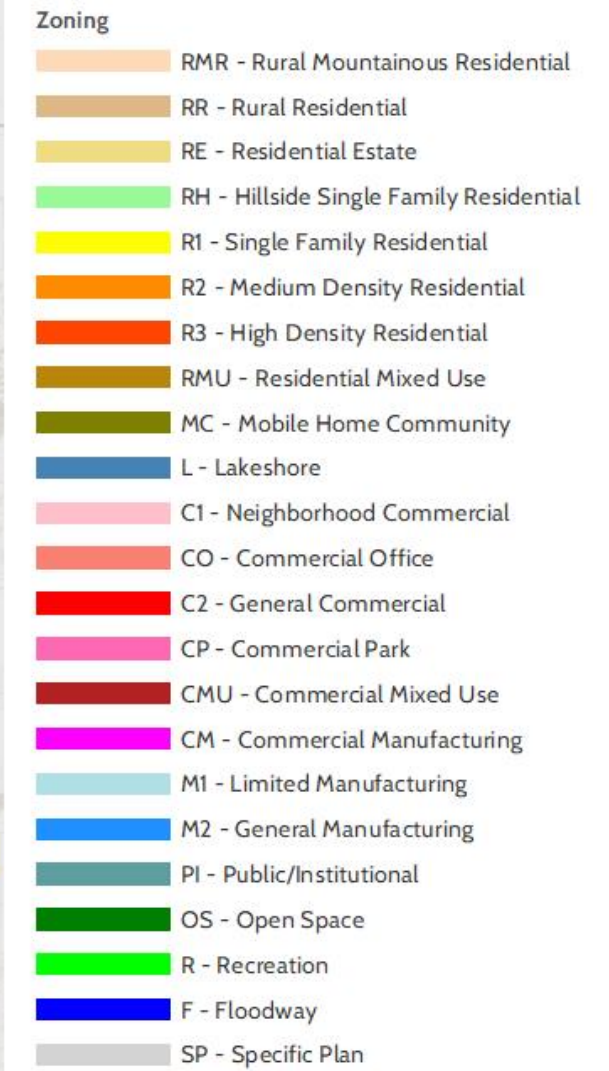 Zoning
RMR - Rural Mountainous Residential
RR - Rural Residential
RE - Residential Estate
RH - Hillside Single Family Residential
R1 - Single Family Residential
R2 - Medium Density Residential
R3 - High Density Residential
RMU - Residential Mixed Use
MC - Mobile Home Community
L - Lakeshore
C1 - Neighborhood Commercial
CO - Commercial Office
C2 - General Commercial
CP - Commercial Park
CMU - Commercial Mixed Use
CM - Commercial Manufacturing
M1 - Limited Manufacturing
M2 - General Manufacturing
PI - Public/Institutional
OS - Open Space
R - Recreation
F - Floodway
SP - Specific Plan